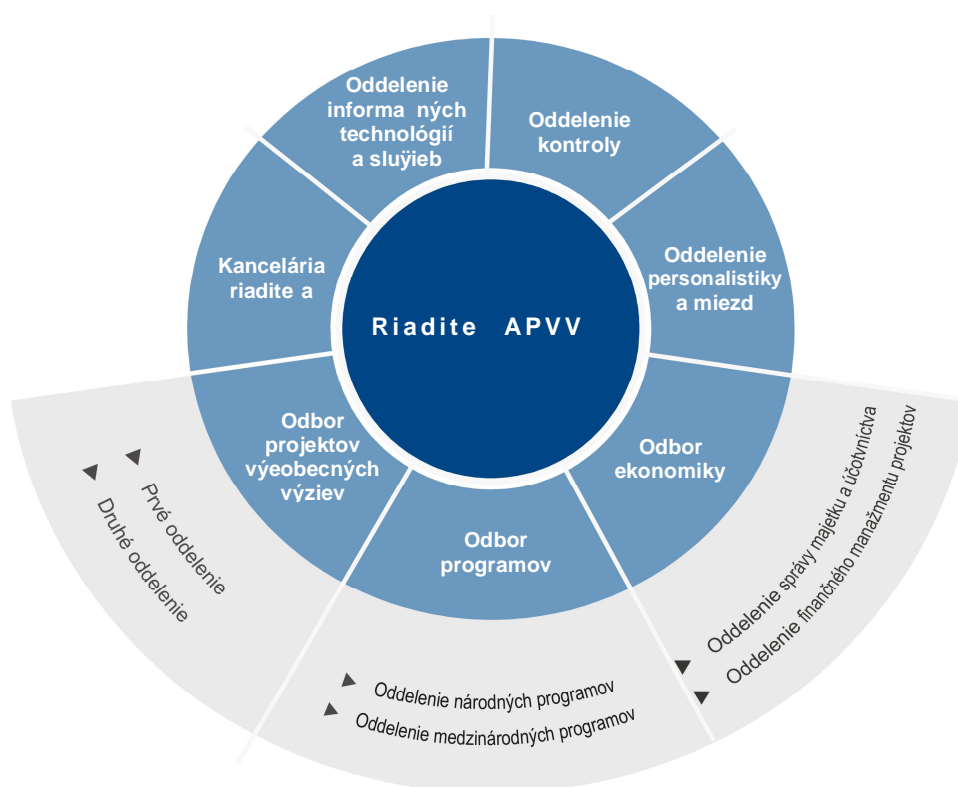 Oddelenie
informa ných
technológií
a sluÿieb
Oddelenie
kontroly
Kancelária
riadite a
Oddelenie
personalistiky
a miezd
Riadite APVV
Odbor
projektov
výeobecných
výziev
Odbor
ekonomiky
Odbor
programov
Prvé oddelenie
Druhé oddelenie
Oddelenie národných programov
Oddelenie medzinárodných programov
Oddelenie správy majetku a účotvníctva
Oddelenie finančného manažmentu projektov